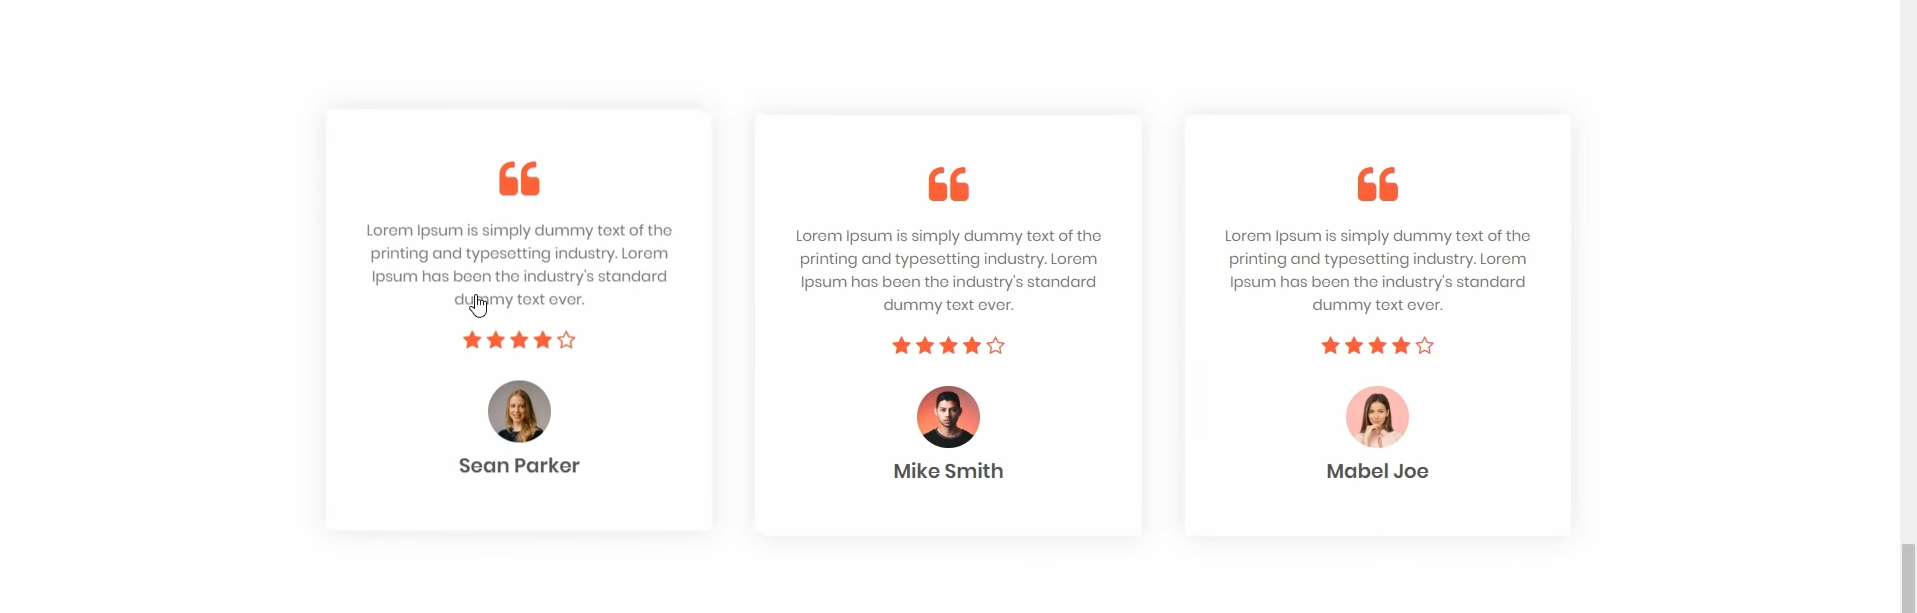 Lorem Ipsum is simply dummy text of the
printing and typesetting industry. Lorem
Ipsum has been the industry's standard
dummy text ever.
Sean Parker
Lorem Ipsum is simply dummy text of the
printing and typesetting industry. Lorem
Ipsum has been the industry's standard
dummy text ever.
Mike Smith
Lorem Ipsum is simply dummy text of the
printing and typesetting industry. Lorem
Ipsum has been the industry's standard
dummy text ever.
Mabel Joe